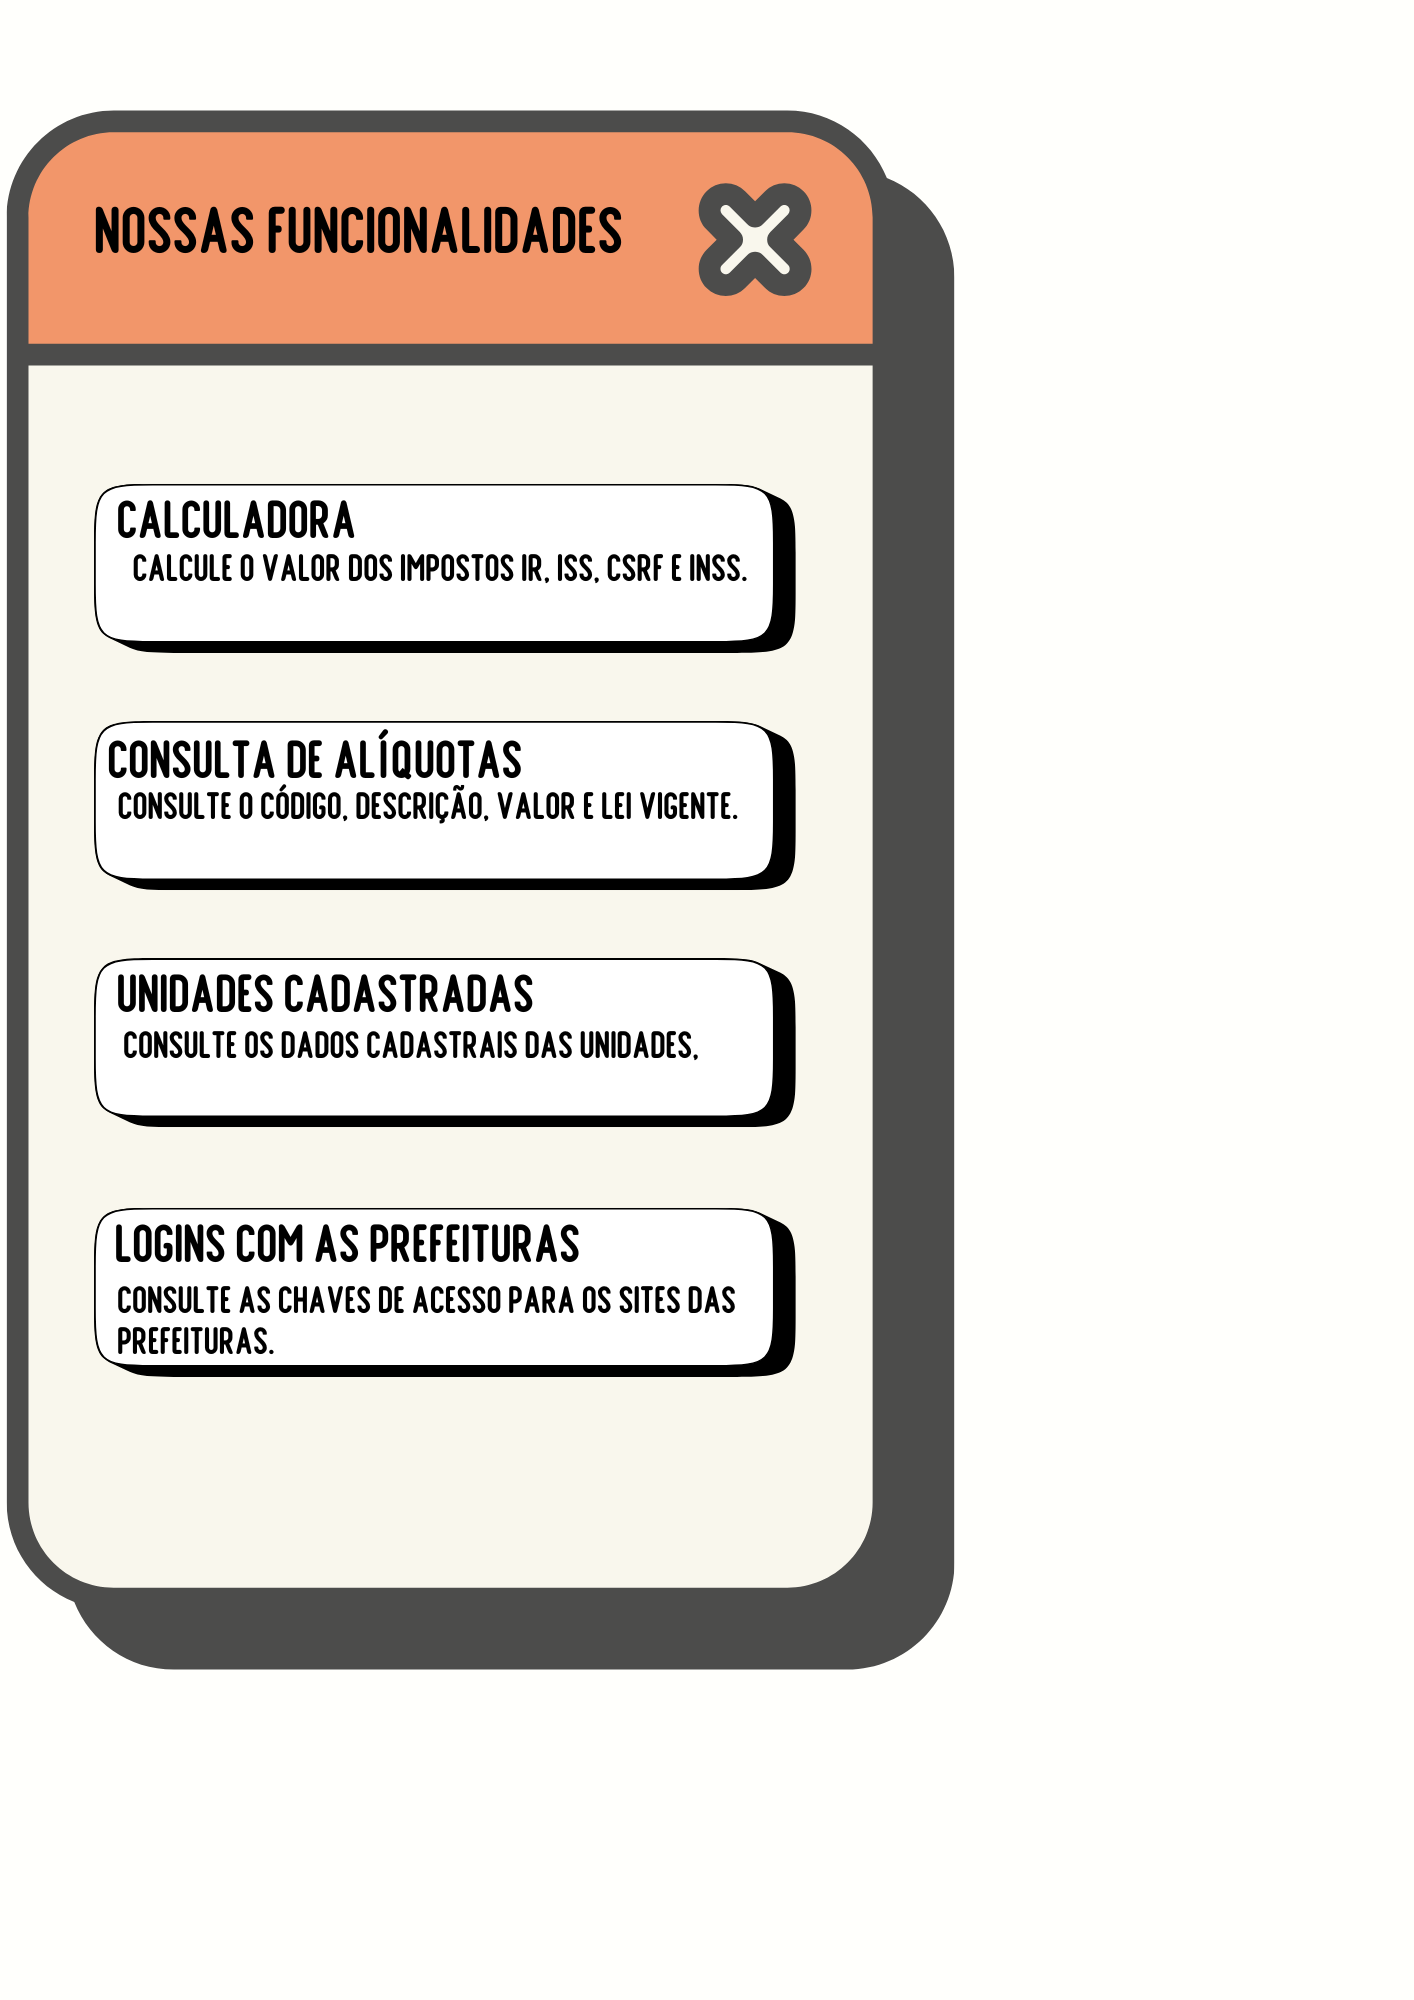 NOSSAS FUNCIONALIDADES
CALCULADORA
CALCULE O VALOR DOS IMPOSTOS IR, ISS, CSRF E INSS.
CONSULTA DE ALÍQUOTAS
CONSULTE O CÓDIGO, DESCRIÇÃO, VALOR E LEI VIGENTE.
UNIDADES CADASTRADAS
CONSULTE OS DADOS CADASTRAIS DAS UNIDADES,
LOGINS COM AS PREFEITURAS
CONSULTE AS CHAVES DE ACESSO PARA OS SITES DAS
PREFEITURAS.